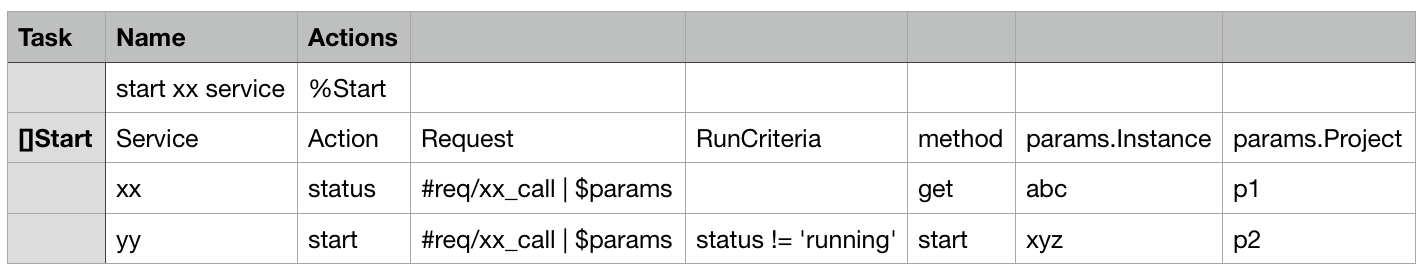 Task Name Actions
start xx service %Start
[]Start Service Action Request RunCriteria method params.Instance params.Project
xx status #req/xx_call | $params get abc p1
yy start #req/xx_call | $params status != 'running' start xyz p2